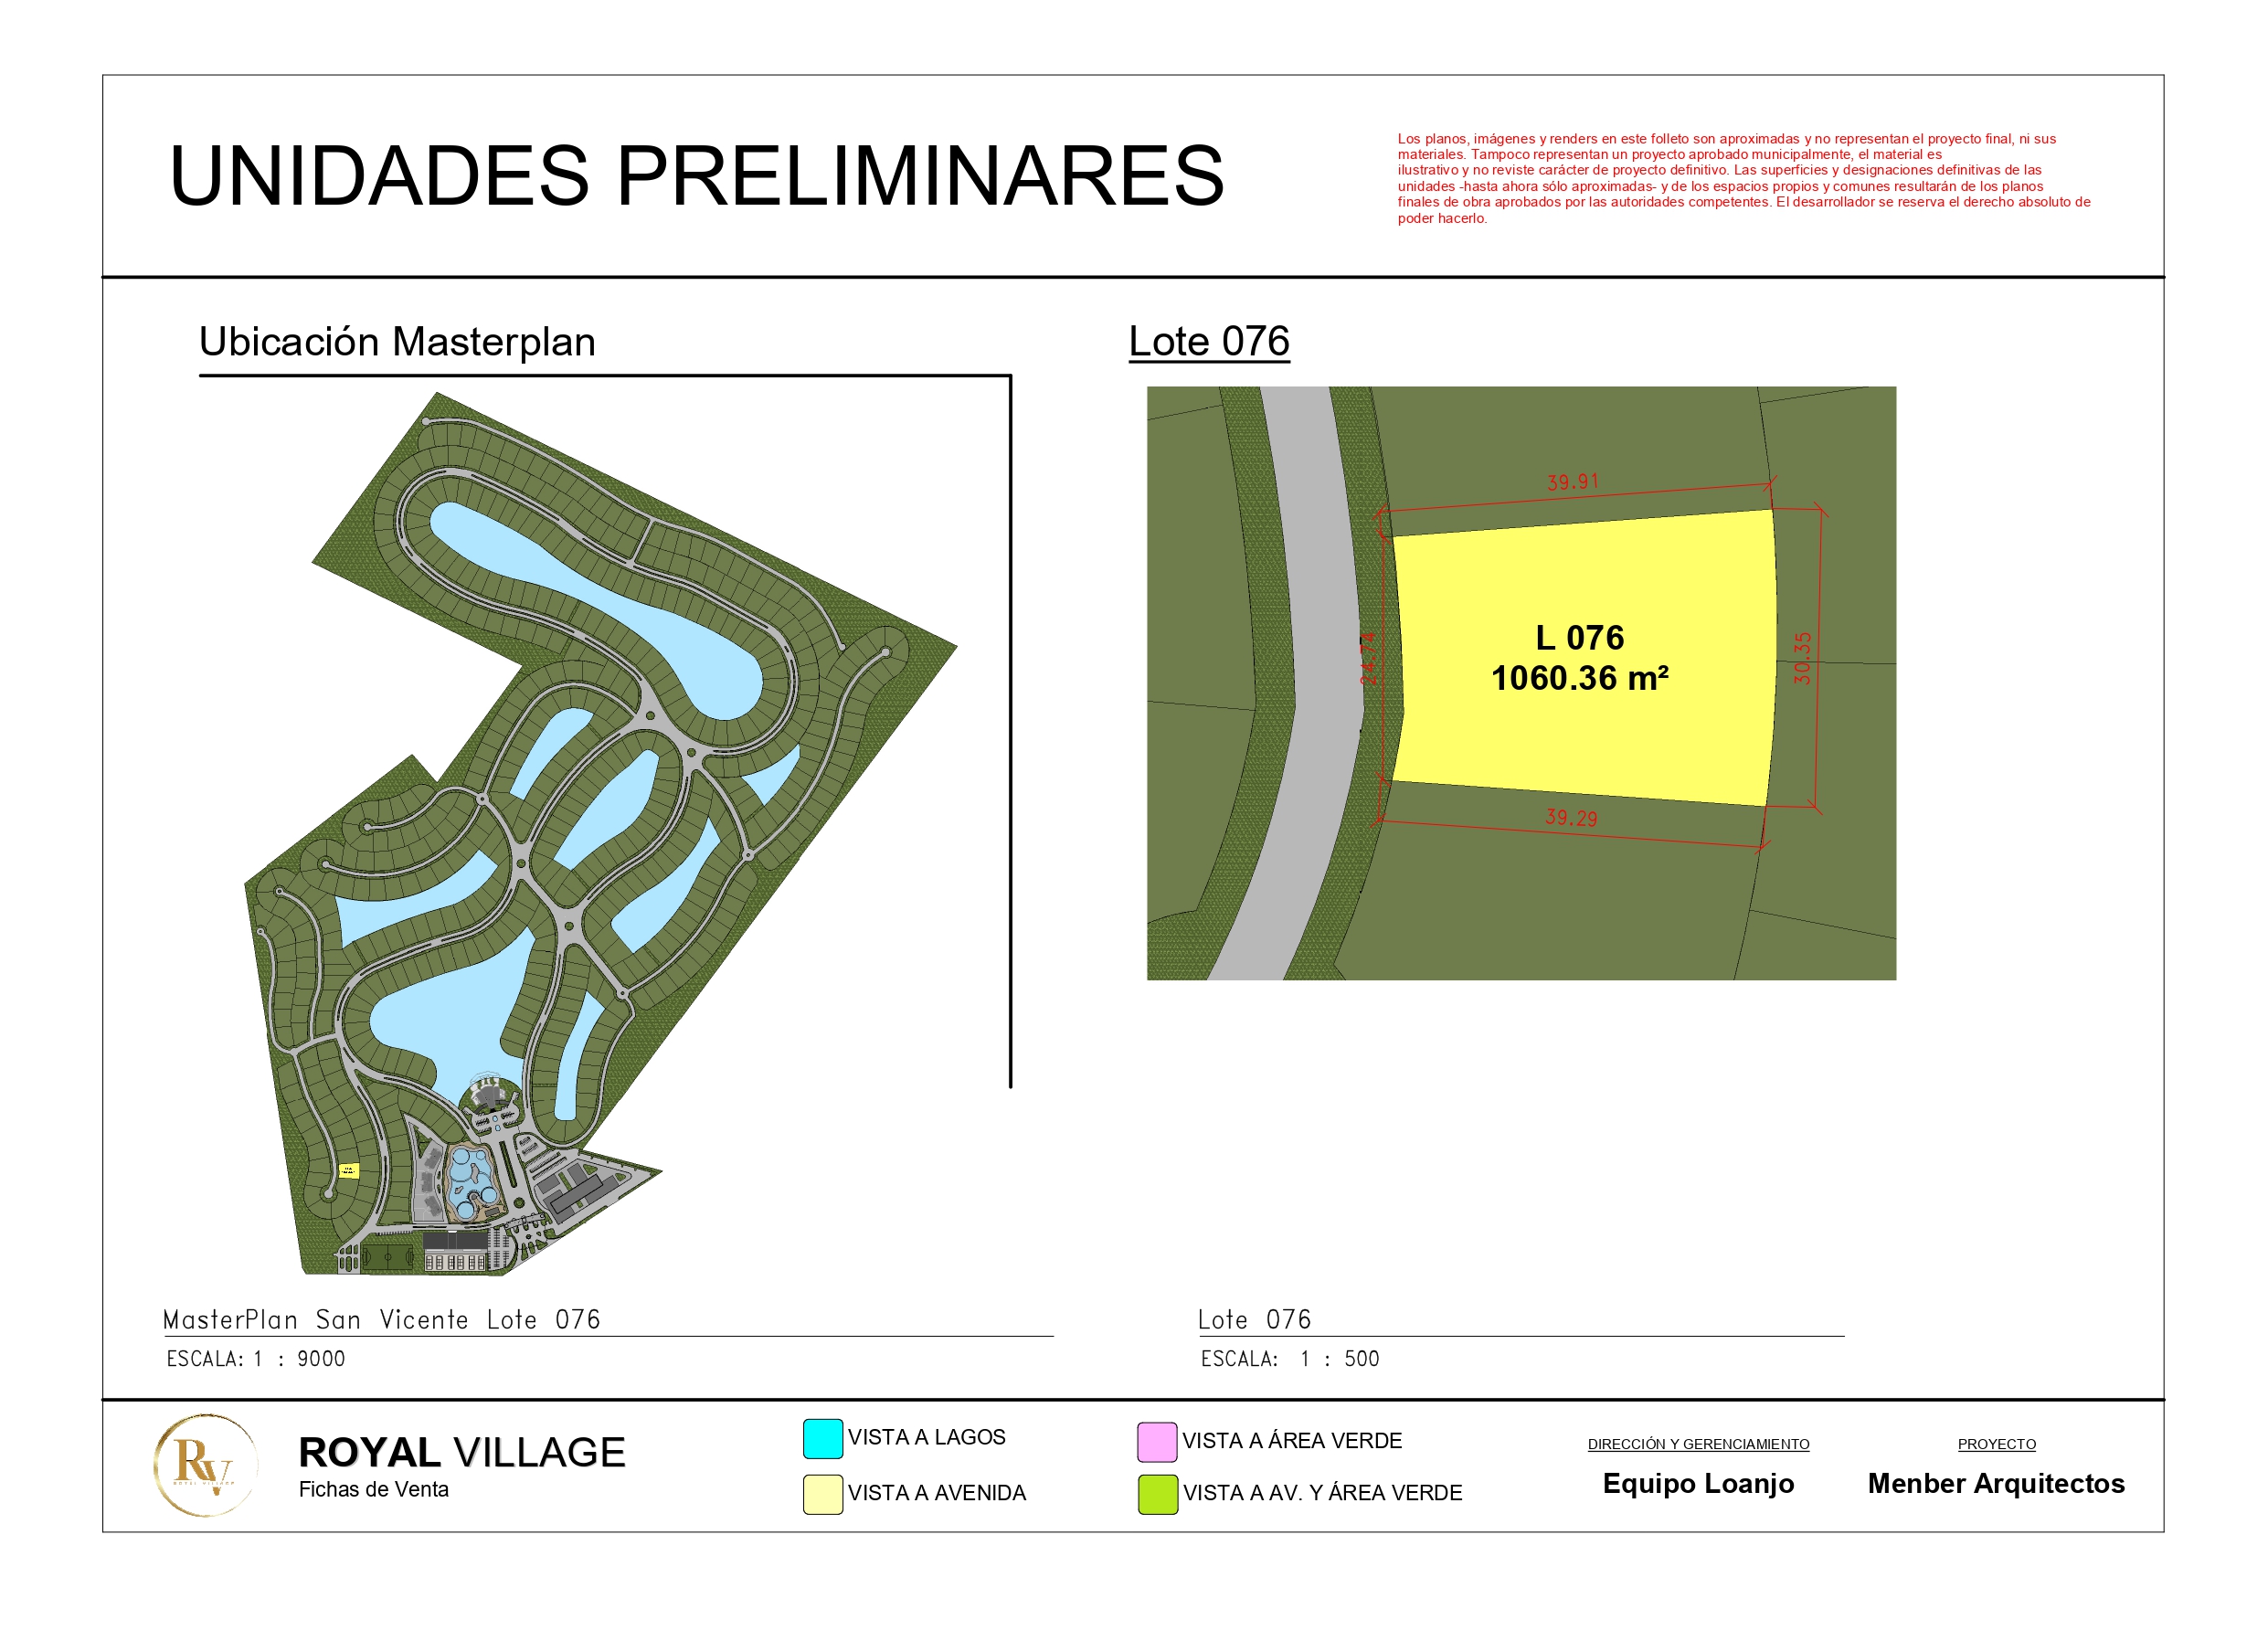 UNIDADES PRELIMINARES
Los planos, imágenes y renders en este folleto son aproximadas y no representan el proyecto final, ni sus
materiales. Tampoco representan un proyecto aprobado municipalmente, el material es
ilustrativo y no reviste carácter de proyecto definitivo. Las superficies y designaciones definitivas de las
unidades -hasta ahora sólo aproximadas- y de los espacios propios y comunes resultarán de los planos
finales de obra aprobados por las autoridades competentes. El desarrollador se reserva el derecho absoluto de
poder hacerlo.
Ubicación Masterplan
Lote 076
39.91
24.74
L 076
1060.36 m²
30.35
39.29
MasterPlan San Vicente Lote 076
ESCALA: 1 : 9000
Lote 076
ESCALA: 1 : 500
RV
ROYAL VILLAGE
ROYAL VILLAGE
Fichas de Venta
VISTA A LAGOS
VISTA A AVENIDA
VISTA A ÁREA VERDE
VISTA A AV. Y ÁREA VERDE
DIRECCIÓN Y GERENCIAMIENTO
Equipo Loanjo
PROYECTO
Menber Arquitectos